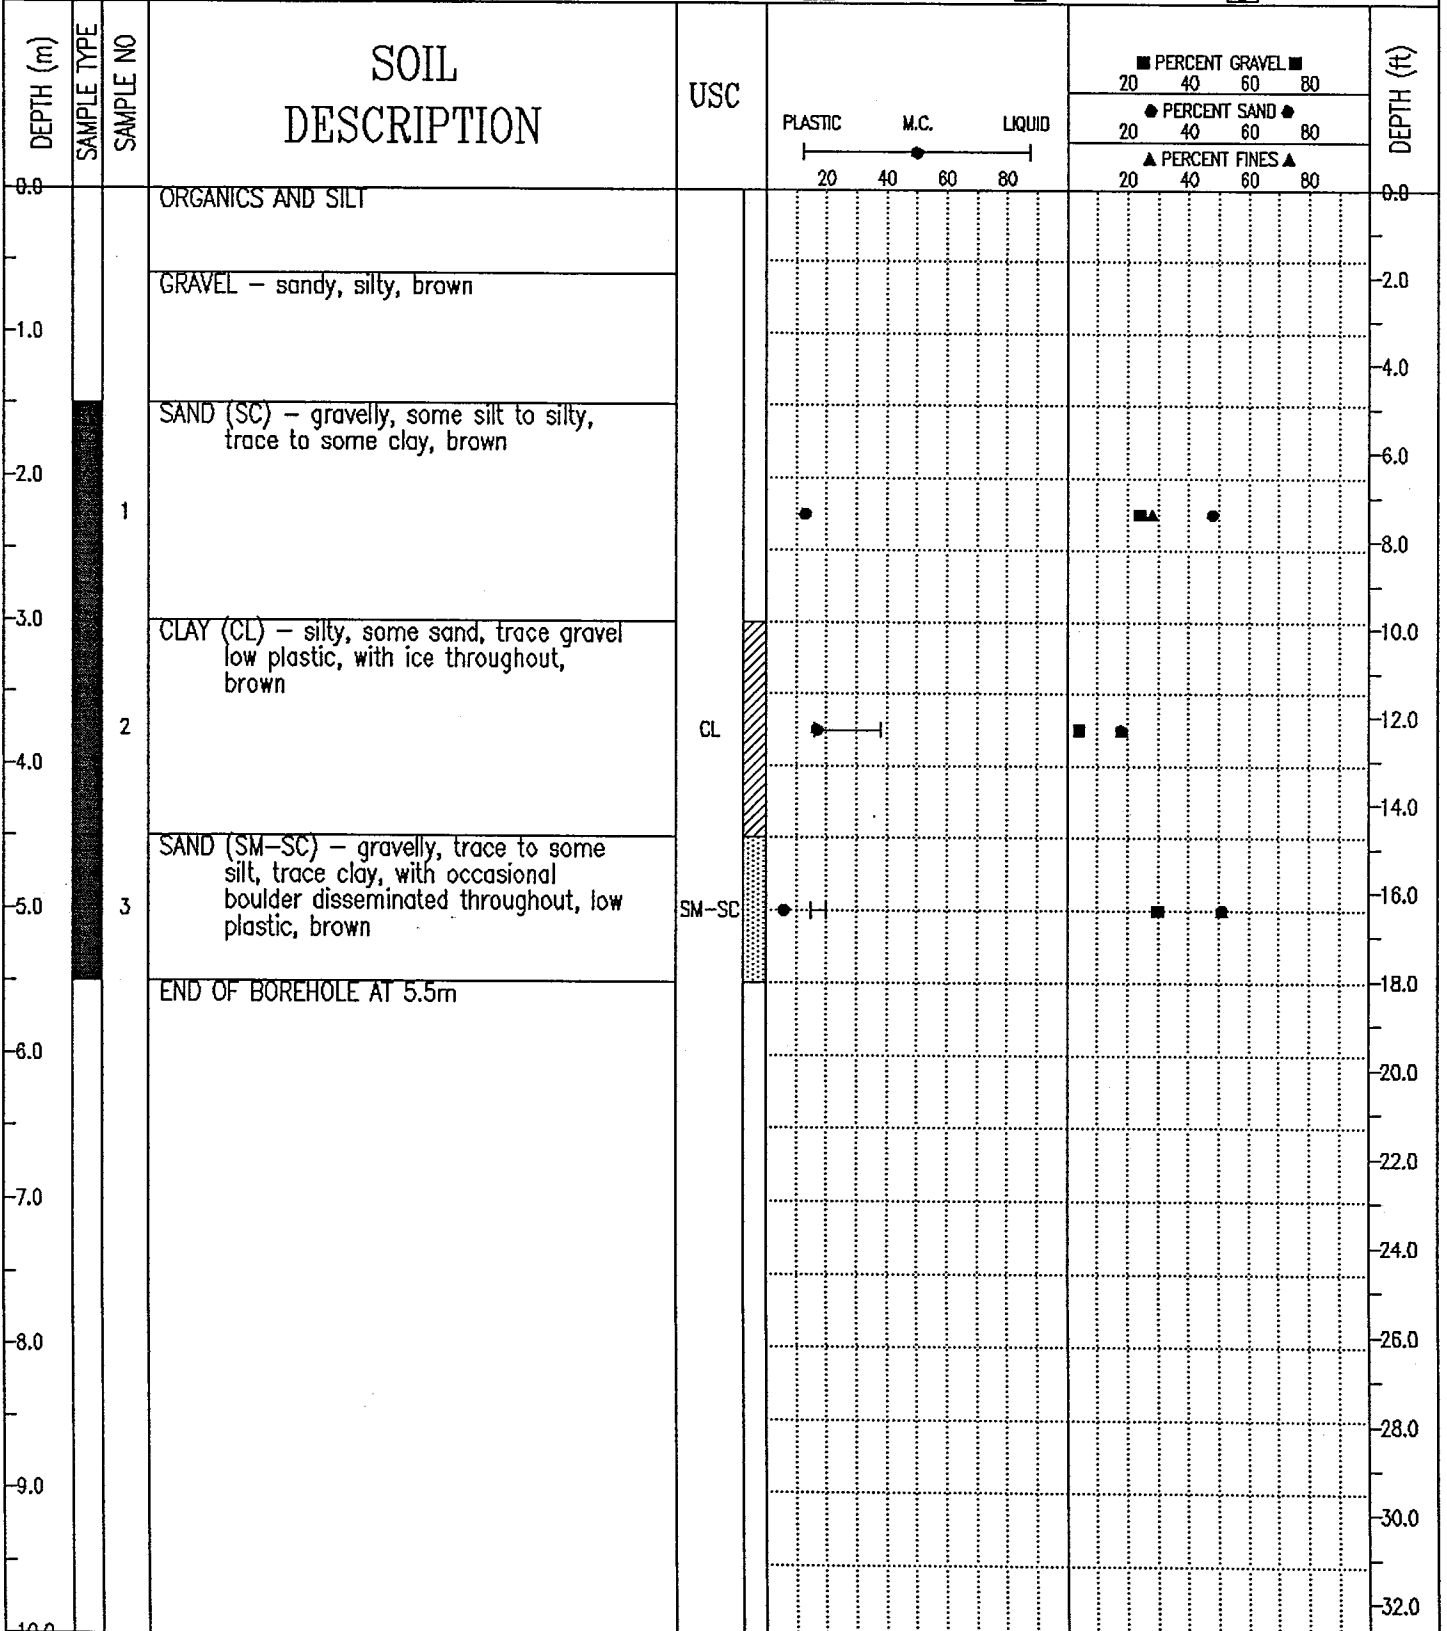 DEPTH (m)
SAMPLE TYPE
SAMPLE NO
SOIL
DESCRIPTION
USC
PLASTIC M.C. LIQUID
20 40 60 80
■ PERCENT GRAVEL ■
20 40 60 80
● PERCENT SAND ●
20 40 60 80
▲ PERCENT FINES ▲
20 40 60 80
DEPTH (ft)
0.0
ORGANICS AND SILT
0.0
GRAVEL – sandy, silty, brown
2.0
1.0
4.0
SAND (SC) – gravelly, some silt to silty,
trace to some clay, brown
6.0
2.0
1
8.0
3.0
CLAY (CL) – silty, some sand, trace gravel
low plastic, with ice throughout,
brown
10.0
2
CL
12.0
4.0
14.0
SAND (SM–SC) – gravelly, trace to some
silt, trace clay, with occasional
boulder disseminated throughout, low
plastic, brown
16.0
5.0
3
SM–SC
18.0
END OF BOREHOLE AT 5.5m
6.0
20.0
22.0
7.0
24.0
8.0
26.0
28.0
9.0
30.0
32.0